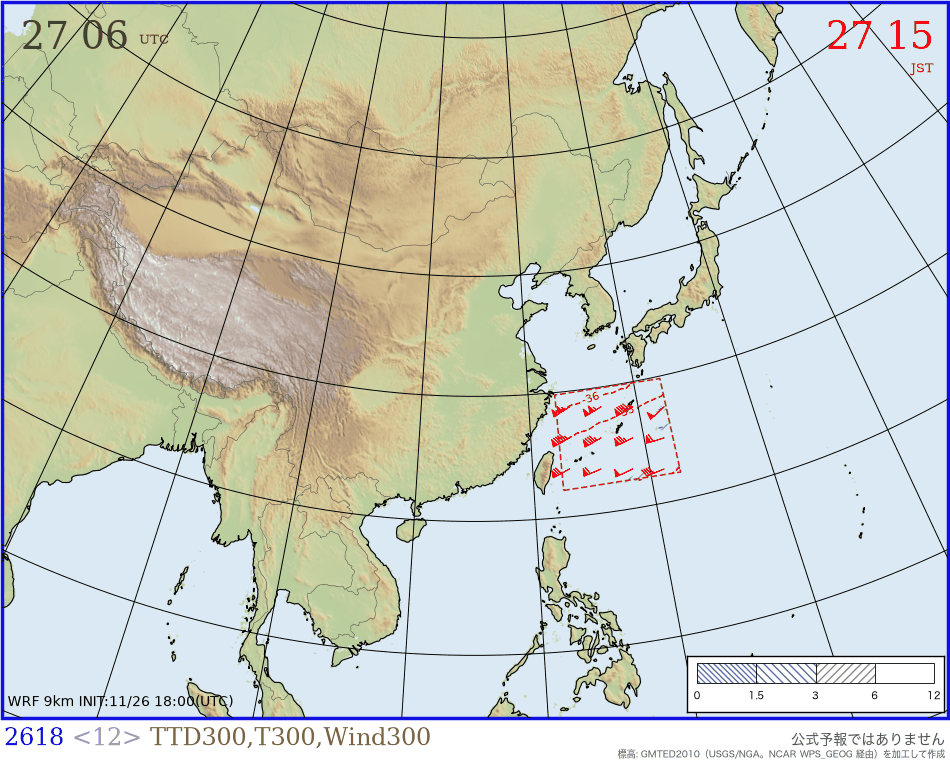 27 06 UTC
27 15
JST
-36
WRF 9km INIT:11/26 18:00(UTC)
0 1.5 3 6 12
2618 <12> TTD300,T300,Wind300
公式予報ではありません
標高: GMTED2010（USGS/NGA。NCAR WPS_GEOG 経由）を加工して作成